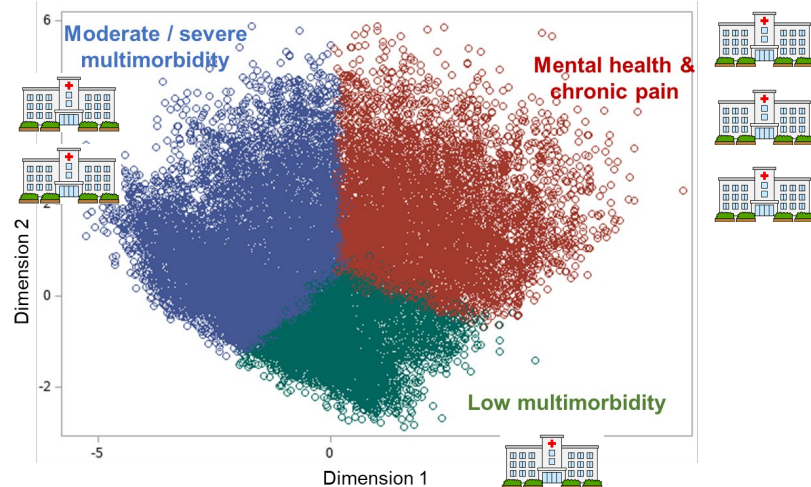 6
Moderate / severe
multimorbidity
Mental health &
chronic pain
2
Dimension 2
0
-2
Low multimorbidity
-5
0
Dimension 1